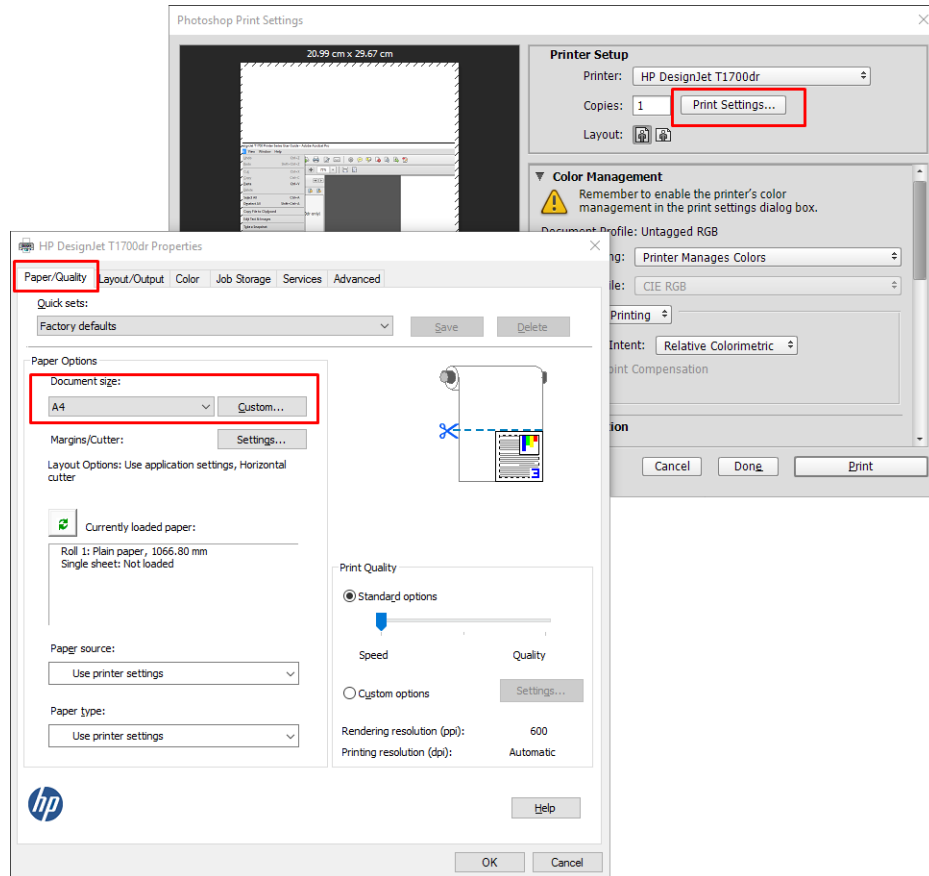 Photoshop Print Settings
20.99 cm x 29.67 cm
Printer Setup
Printer: HP DesignJet T1700dr
Copies: 1 Print Settings...
Layout:
Color Management
Remember to enable the printer's color
management in the print settings dialog box.
Document Profile: Untagged RGB
ng: Printer Manages Colors
ile: CIE RGB
Printing
Intent: Relative Colorimetric
oint Compensation
ion
Cancel Done Print
HP DesignJet T1700dr Properties
Paper/Quality Layout/Output Color Job Storage Services Advanced
Quick sets:
Factory defaults Save Delete
Paper Options
Document size:
A4 Custom...
Margins/Cutter: Settings...
Layout Options: Use application settings, Horizontal
cutter
Currently loaded paper:
Roll 1: Plain paper, 1066.80 mm
Single sheet: Not loaded
Paper source:
Use printer settings
Paper type:
Use printer settings
Print Quality
Standard options
Speed Quality
Custom options Settings...
Rendering resolution (ppi): 600
Printing resolution (dpi): Automatic
hp
Help
OK Cancel